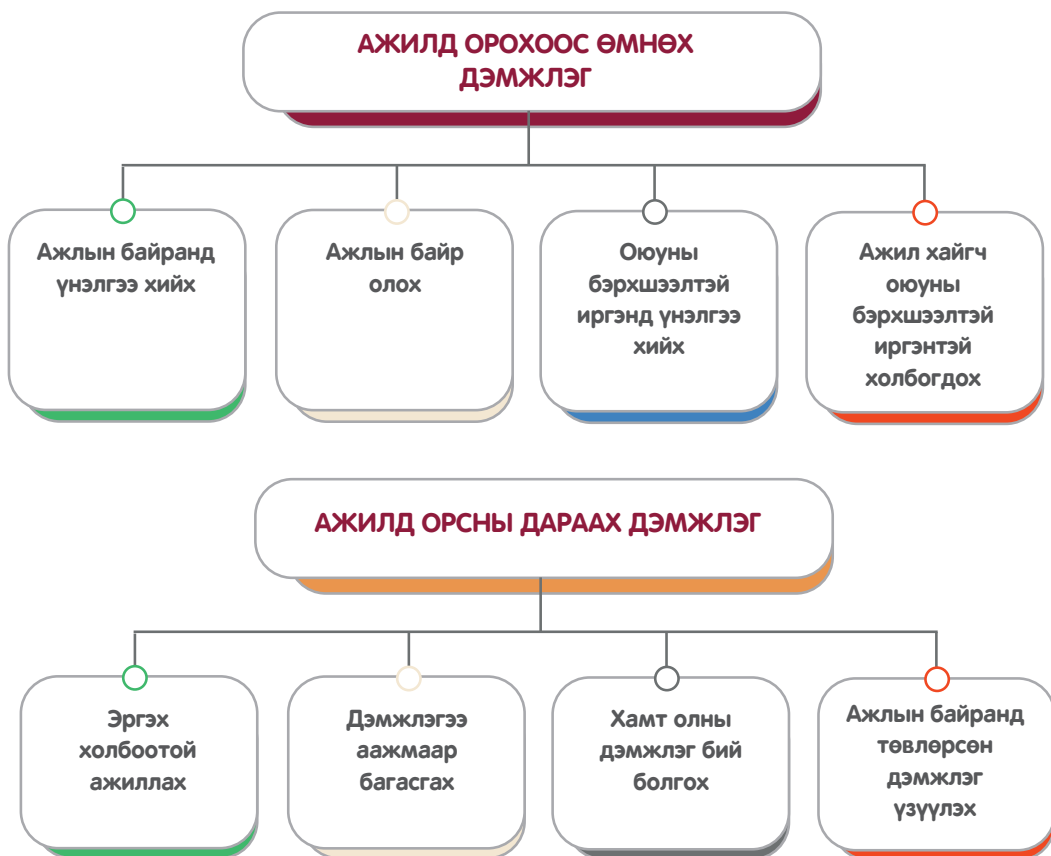 АЖИЛД ОРОХООС ӨМНӨХ
ДЭМЖЛЭГ
Ажлын байранд
үнэлгээ хийх
Ажлын байр
олох
Оюуны
бэрхшээлтэй
иргэнд үнэлгээ
хийх
Ажил хайгч
оюуны
бэрхшээлтэй
иргэнтэй
холбогдох
АЖИЛД ОРСНЫ ДАРААХ ДЭМЖЛЭГ
Эргэх
холбоотой
ажиллах
Дэмжлэгээ
аажмаар
багасгах
Хамт олны
дэмжлэг бий
болгох
Ажлын байранд
төвлөрсөн
дэмжлэг
үзүүлэх